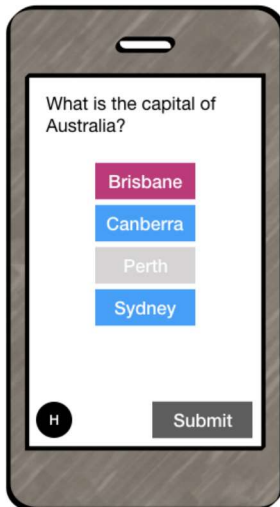 What is the capital of
Australia?
Brisbane
Canberra
Perth
Sydney
H
Submit